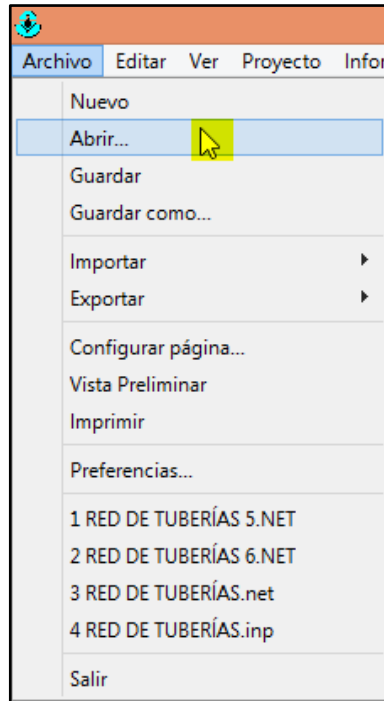 Archivo Editar Ver Proyecto
Nuevo
Abrir...
Guardar
Guardar como...
Importar
Exportar
Configurar página...
Vista Preliminar
Imprimir
Preferencias...
1 RED DE TUBERÍAS 5.NET
2 RED DE TUBERÍAS 6.NET
3 RED DE TUBERÍAS.net
4 RED DE TUBERÍAS.inp
Salir